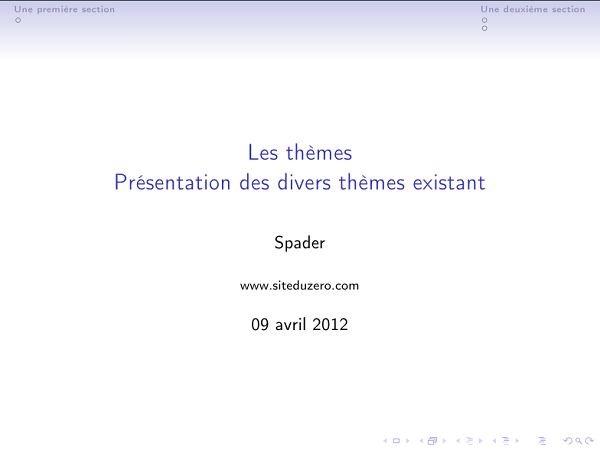 Une première section
Une deuxième section
Les thèmes
Présentation des divers thèmes existant
Spader
www.siteduzero.com
09 avril 2012